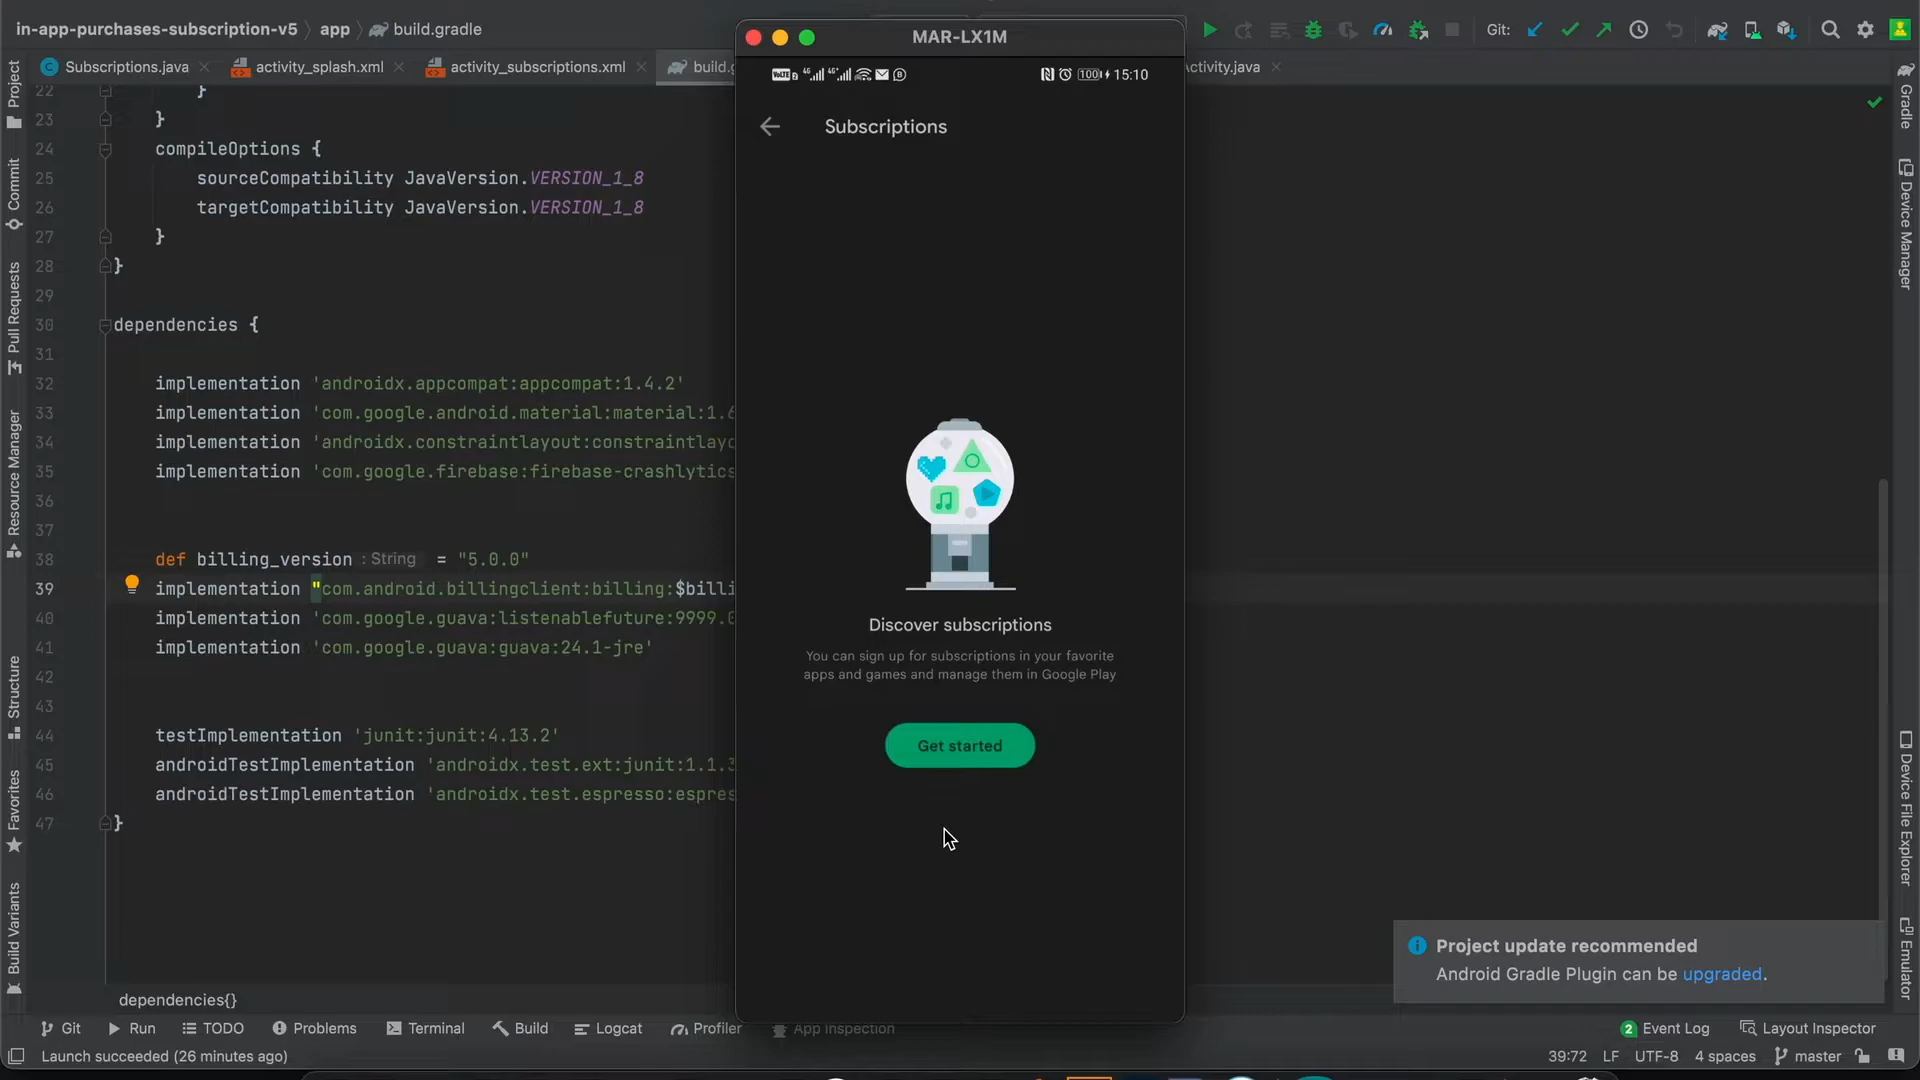 in-app-purchases-subscription-v5 app build.gradle
Git:
Subscriptions.java activity_splash.xml activity_subscriptions.xml
22 }
23 }
24 compileOptions {
25 sourceCompatibility JavaVersion.VERSION_1_8
26 targetCompatibility JavaVersion.VERSION_1_8
27 }
28 }
29
30 dependencies {
31
32 implementation 'androidx.appcompat:appcompat:1.4.2'
33 implementation 'com.google.android.material:material:1.6
34 implementation 'androidx.constraintlayout:constraintlayo
35 implementation 'com.google.firebase:firebase-crashlytics
36
37
38 def billing_version : String = "5.0.0"
39 implementation "com.android.billingclient:billing:$billi
40 implementation 'com.google.guava:listenablefuture:9999.0
41 implementation 'com.google.guava:guava:24.1-jre'
42
43
44 testImplementation 'junit:junit:4.13.2'
45 androidTestImplementation 'androidx.test.ext:junit:1.1.3
46 androidTestImplementation 'androidx.test.espresso:espres
47 }
dependencies{}
Project
Commit
Pull Requests
Resource Manager
Structure
Favorites
Build Variants
MAR-LX1M
100 15:10
Subscriptions
Discover subscriptions
You can sign up for subscriptions in your favorite
apps and games and manage them in Google Play
Get started
Gradle
Device Manager
Device File Explorer
Emulator
Project update recommended
Android Gradle Plugin can be upgraded.
Git Run TODO Problems Terminal Build Logcat Profiler App Inspection
2 Event Log Layout Inspector
Launch succeeded (26 minutes ago)
39:72 LF UTF-8 4 spaces master